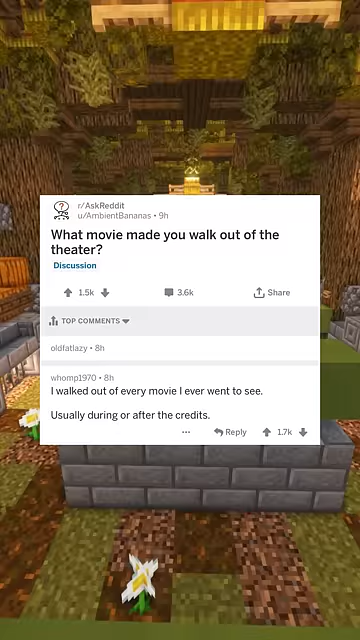 r/AskReddit
u/AmbientBananas • 9h
What movie made you walk out of the
theater?
Discussion
1.5k
3.6k
Share
TOP COMMENTS
oldfatlazy • 8h
whomp1970 • 8h
I walked out of every movie I ever went to see.
Usually during or after the credits.
... Reply 1.7k